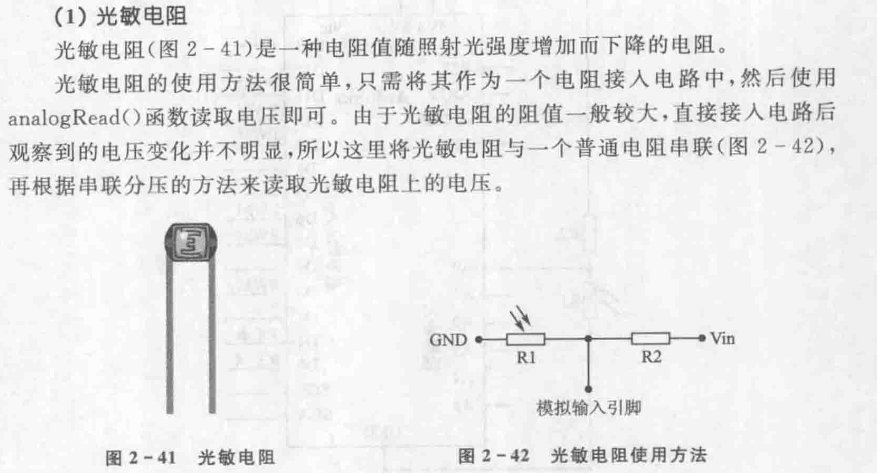 (1) 光敏电阻
光敏电阻(图 2-41)是一种电阻值随照射光强度增加而下降的电阻。
光敏电阻的使用方法很简单,只需将其作为一个电阻接入电路中,然后使用
analogRead()函数读取电压即可。由于光敏电阻的阻值一般较大,直接接入电路后
观察到的电压变化并不明显,所以这里将光敏电阻与一个普通电阻串联(图 2-42),
再根据串联分压的方法来读取光敏电阻上的电压。
GND
R1
R2
Vin
模拟输入引脚
图 2-41 光敏电阻
图 2-42 光敏电阻使用方法